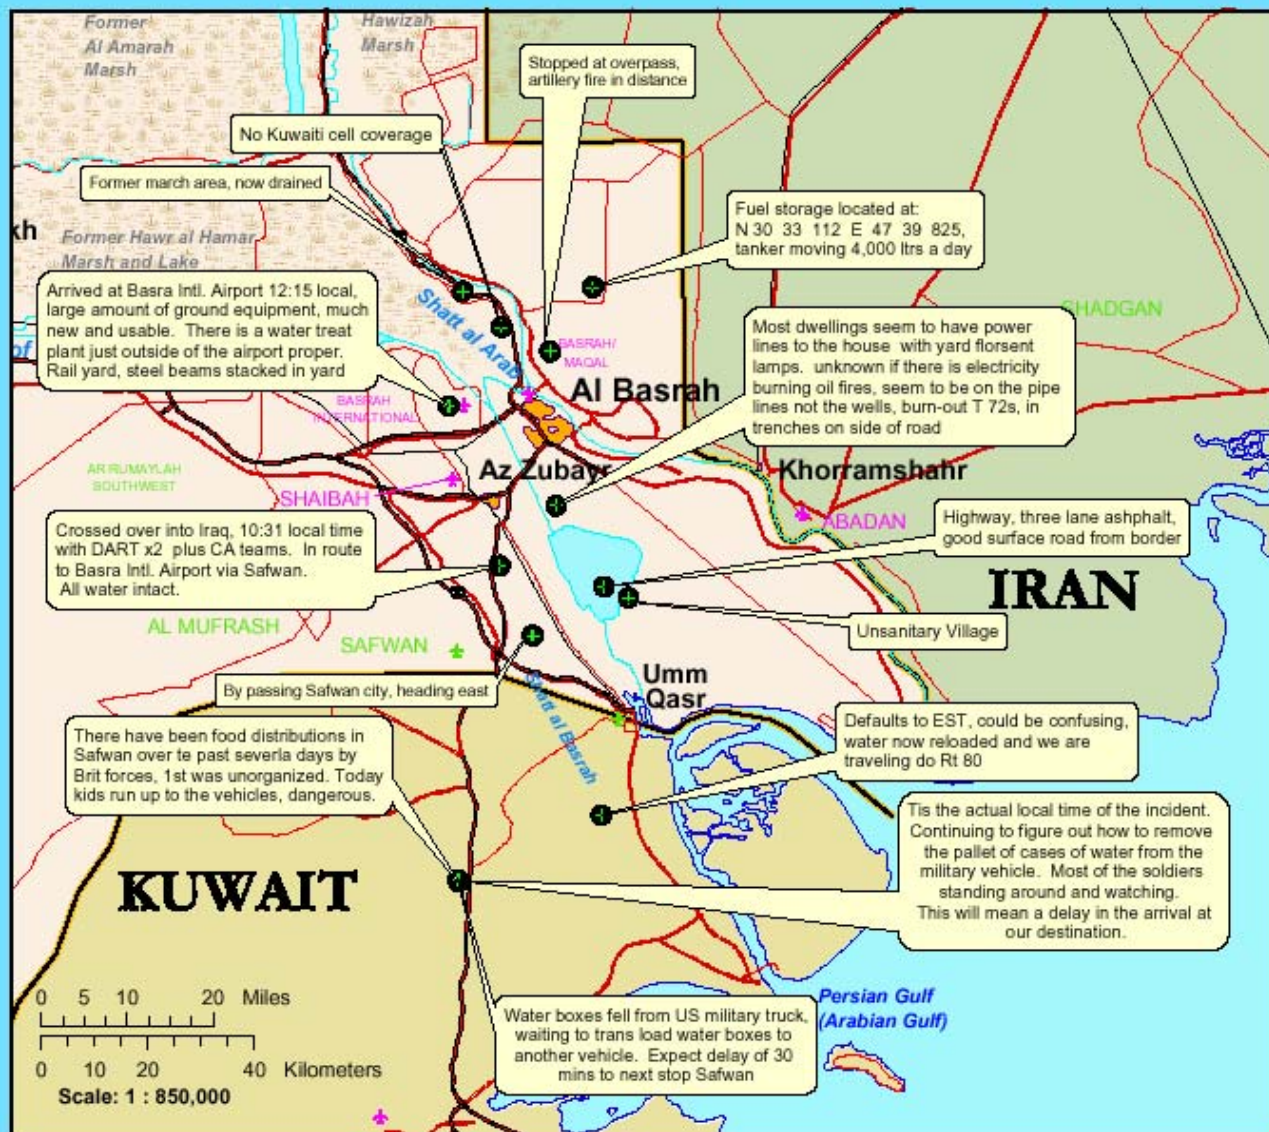 Former
Al Amarah
Marsh
Hawizah
Marsh
Stopped at overpass,
artillery fire in distance
No Kuwaiti cell coverage
Former march area, now drained
Fuel storage located at:
N 30 33 112 E 47 39 825,
tanker moving 4,000 ltrs a day
kh
Former Hawr al Hamar
Marsh and Lake
Arrived at Basra Intl. Airport 12:15 local,
large amount of ground equipment, much
new and usable. There is a water treat
plant just outside of the airport proper.
Rail yard, steel beams stacked in yard
of
Shatt al Arab
SHADGAN
Most dwellings seem to have power
lines to the house with yard florsent
lamps. unknown if there is electricity
burning oil fires, seem to be on the pipe
lines not the wells, burn-out T 72s, in
trenches on side of road
BASRAH/
MAQAL
Al Basrah
BASRAH
INTERNATIONAL
AR RUMAYLAH
SOUTHWEST
Az Zubayr
Khorramshahr
SHAIBAH
ABADAN
Highway, three lane ashphalt,
good surface road from border
Crossed over into Iraq, 10:31 local time
with DART x2 plus CA teams. In route
to Basra Intl. Airport via Safwan.
All water intact.
IRAN
AL MUFRASH
SAFWAN
Unsanitary Village
By passing Safwan city, heading east
Umm
Qasr
Shatt al Basrah
There have been food distributions in
Safwan over te past severla days by
Brit forces, 1st was unorganized. Today
kids run up to the vehicles, dangerous.
Defaults to EST, could be confusing,
water now reloaded and we are
traveling do Rt 80
Tis the actual local time of the incident.
Continuing to figure out how to remove
the pallet of cases of water from the
military vehicle. Most of the soldiers
standing around and watching.
This will mean a delay in the arrival at
our destination.
KUWAIT
0 5 10 20 Miles
0 10 20 40 Kilometers
Scale: 1 : 850,000
Water boxes fell from US military truck,
waiting to trans load water boxes to
another vehicle. Expect delay of 30
mins to next stop Safwan
Persian Gulf
(Arabian Gulf)